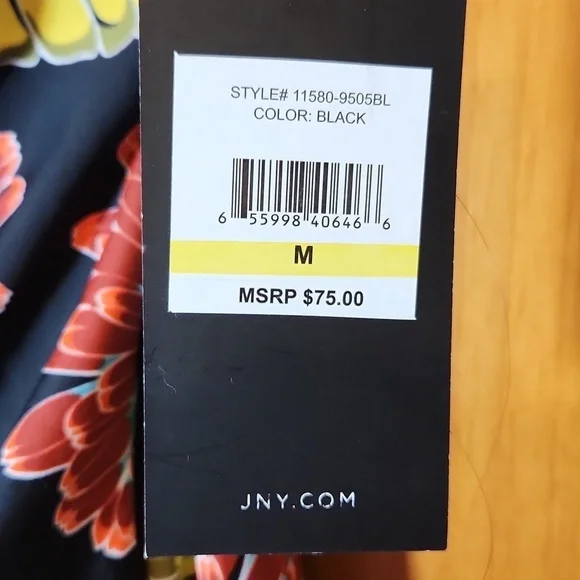 STYLE# 11580-9505BL
COLOR: BLACK
6 55998 40646 6
M
MSRP $75.00
JNY.COM